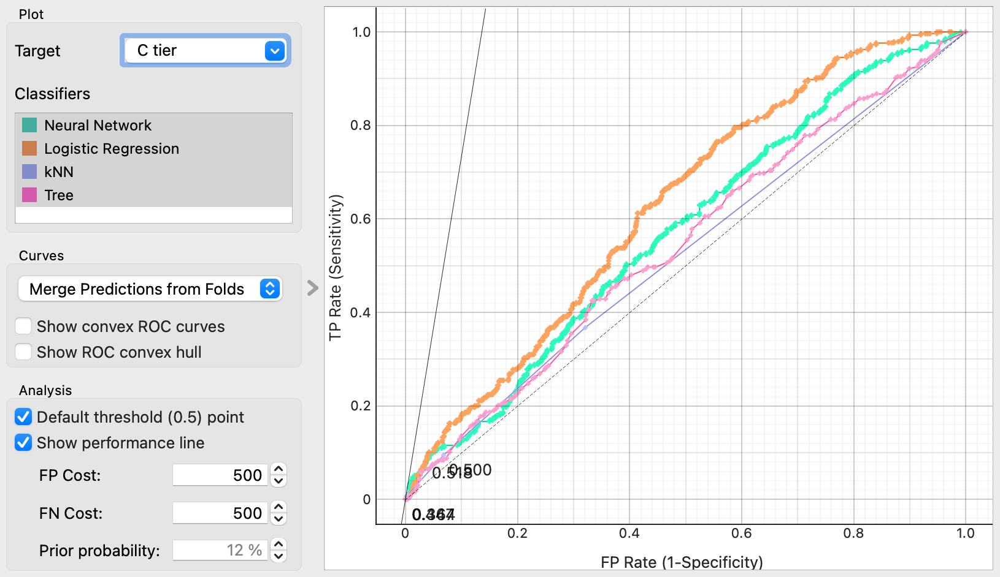 Plot
Target
C tier
Classifiers
Neural Network
Logistic Regression
kNN
Tree
Curves
Merge Predictions from Folds
Show convex ROC curves
Show ROC convex hull
Analysis
Default threshold (0.5) point
Show performance line
FP Cost: 500
FN Cost: 500
Prior probability: 12 %
TP Rate (Sensitivity)
1.0
0.8
0.6
0.4
0.2
0
0.500
0 0.2 0.4 0.6 0.8 1.0
FP Rate (1-Specificity)